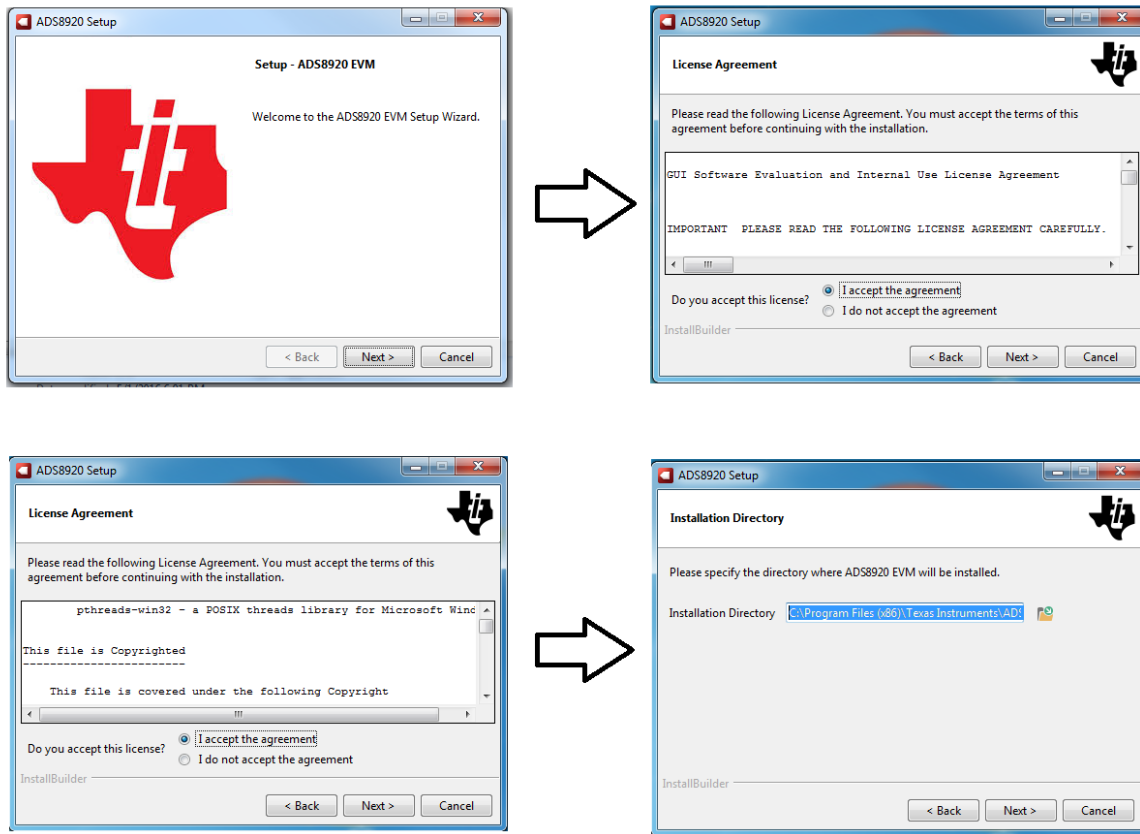 ADS8920 Setup
Setup - ADS8920 EVM
Welcome to the ADS8920 EVM Setup Wizard.
< Back Next > Cancel
ADS8920 Setup
License Agreement
Please read the following License Agreement. You must accept the terms of this
agreement before continuing with the installation.
GUI Software Evaluation and Internal Use License Agreement
IMPORTANT PLEASE READ THE FOLLOWING LICENSE AGREEMENT CAREFULLY.
Do you accept this license?
I accept the agreement
I do not accept the agreement
InstallBuilder
< Back Next > Cancel
ADS8920 Setup
License Agreement
Please read the following License Agreement. You must accept the terms of this
agreement before continuing with the installation.
pthreads-win32 - a POSIX threads library for Microsoft Wind
This file is Copyrighted
------------------------
This file is covered under the following Copyright
Do you accept this license?
I accept the agreement
I do not accept the agreement
InstallBuilder
< Back Next > Cancel
ADS8920 Setup
Installation Directory
Please specify the directory where ADS8920 EVM will be installed.
Installation Directory C:\Program Files (x86)\Texas Instruments\ADS
InstallBuilder
< Back Next > Cancel